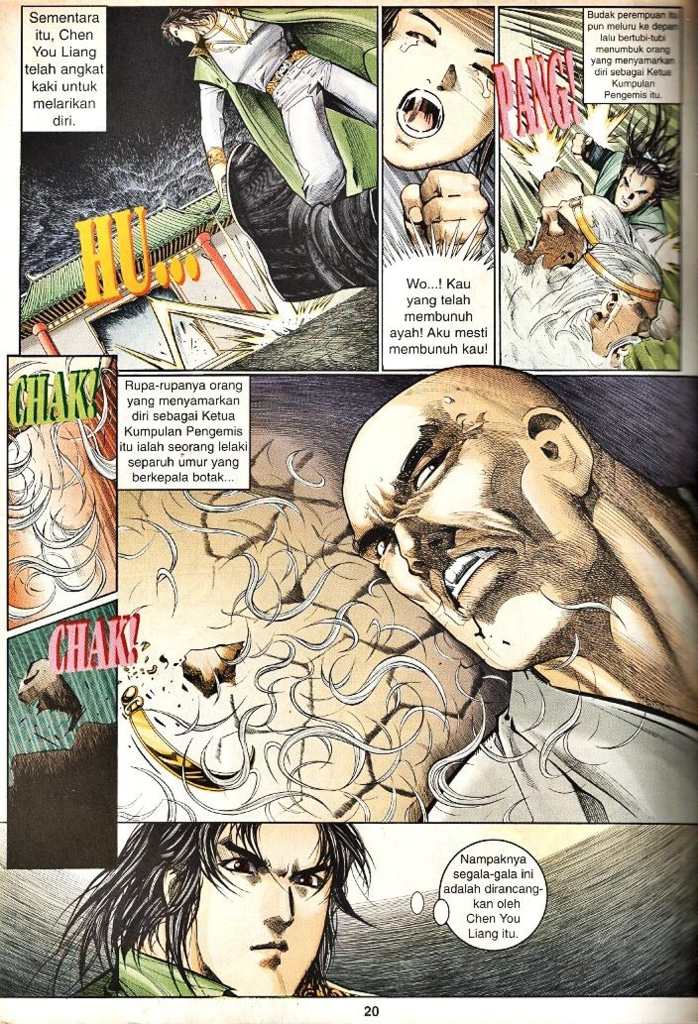 Sementara
itu, Chen
You Liang
telah angkat
kaki untuk
melarikan
diri.
HU...
Wo...! Kau
yang telah
membunuh
ayah! Aku mesti
membunuh kau!
Budak perempuan itu
pun meluru ke depan
lalu bertubi-tubi
menumbuk orang
yang menyamarkan
diri sebagai Ketua
Kumpulan Pengemis
itu.
PANG!
CHAK!
Rupa-rupanya orang
yang menyamarkan
diri sebagai Ketua
Kumpulan Pengemis
itu ialah seorang lelaki
separuh umur yang
berkepala botak...
CHAK!
Nampaknya
segala-gala ini
adalah dirancang-
kan oleh
Chen You
Liang itu.
20